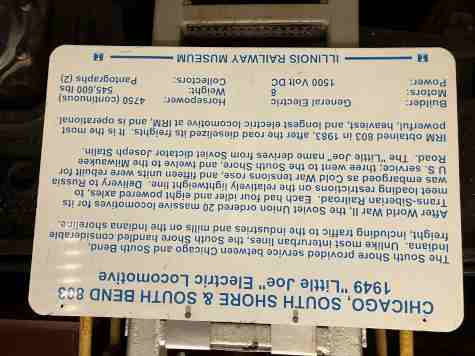 CHICAGO, SOUTH SHORE & SOUTH BEND 803
1949 "Little Joe" Electric Locomotive
The South Shore provided service between Chicago and South Bend,
Indiana. Unlike most interurban lines, the South Shore handled considerable
freight, including traffic to the industries and mills on the Indiana shoreline.
After World War II, the Soviet Union ordered 20 massive locomotives for its
Trans-Siberian Railroad. Each had four idler and eight powered axles, to
meet loading restrictions on the relatively lightweight line. Delivery to Russia
was embargoed as Cold War tensions rose, and fifteen units were rebuilt for
U.S. service; three went to the South Shore, and twelve to the Milwaukee
Road. The "Little Joe" name derives from Soviet dictator Joseph Stalin.
IRM obtained 803 in 1983, after the road dieselized its freights. It is the most
powerful, heaviest, and longest electric locomotive at IRM, and is operational
Builder: General Electric Horsepower: 4750 (continuous)
Motors: 8 Weight: 545,600 lbs
Power: 1500 Volt DC Collectors: Pantographs (2)
ILLINOIS RAILWAY MUSEUM